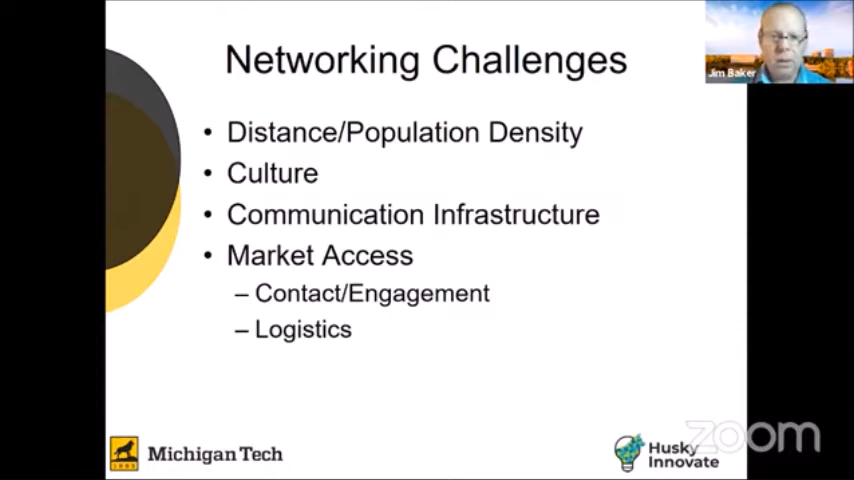 Networking Challenges
Jim Baker
• Distance/Population Density
• Culture
• Communication Infrastructure
• Market Access
– Contact/Engagement
– Logistics
1885
Michigan Tech
Husky
Innovate
zoom